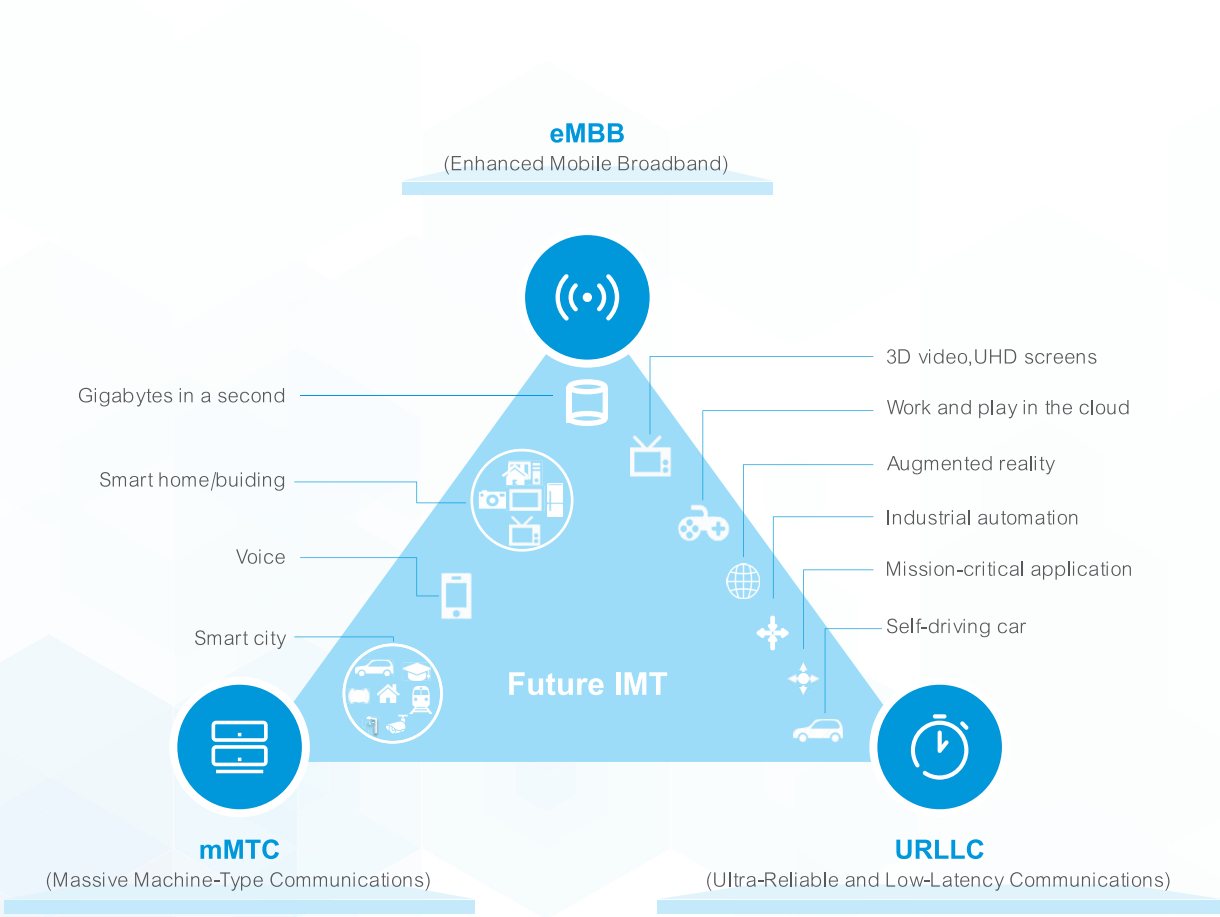 eMBB
(Enhanced Mobile Broadband)
3D video,UHD screens
Gigabytes in a second
Work and play in the cloud
Smart home/buiding
Augmented reality
Industrial automation
Voice
Mission-critical application
Smart city
Self-driving car
Future IMT
mMTC
(Massive Machine-Type Communications)
URLLC
(Ultra-Reliable and Low-Latency Communications)